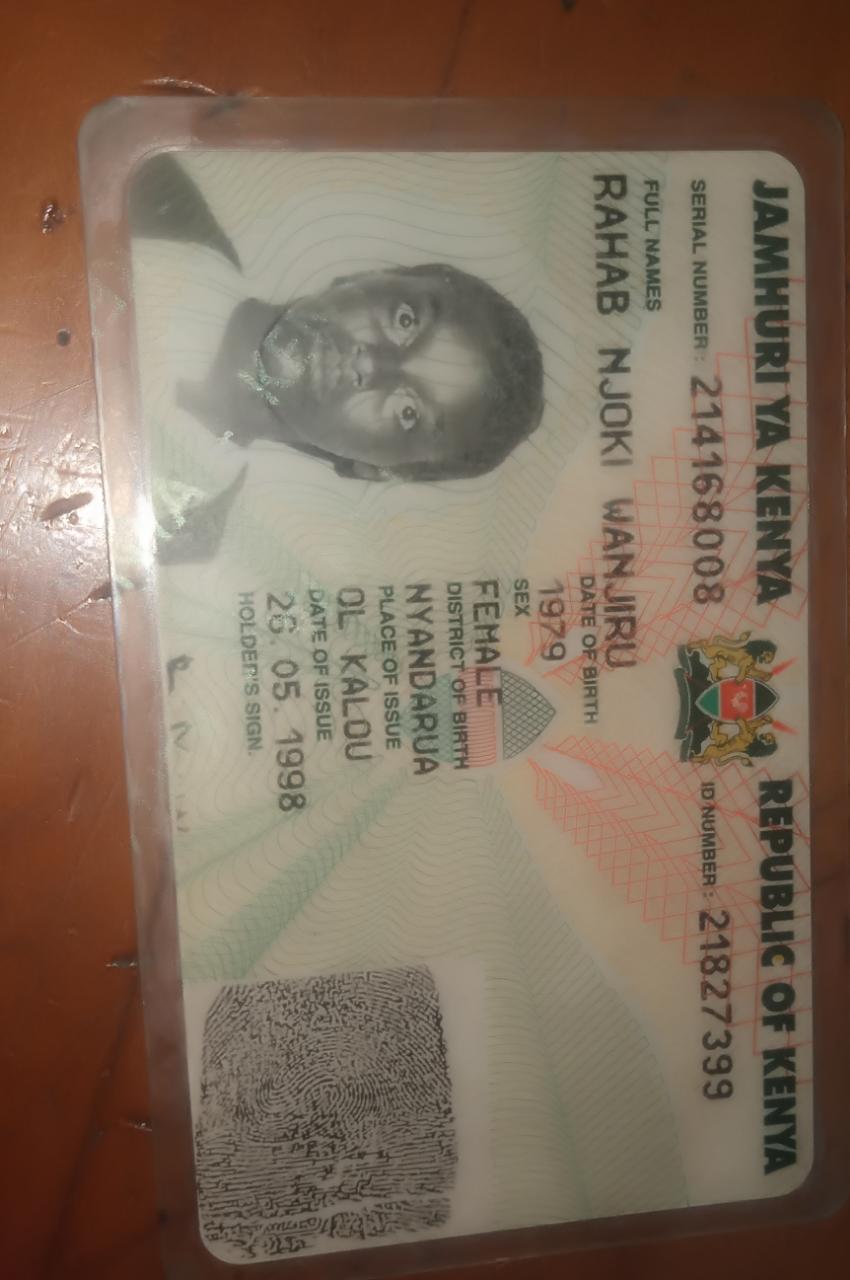 JAMHURI YA KENYA REPUBLIC OF KENYA
SERIAL NUMBER: 214168008 ID NUMBER: 21827399
FULL NAMES
RAHAB NJOKI WANJIRU
DATE OF BIRTH
1979
SEX
FEMALE
DISTRICT OF BIRTH
NYANDARUA
PLACE OF ISSUE
OL KALOU
DATE OF ISSUE
26.05.1998
HOLDER'S SIGN.